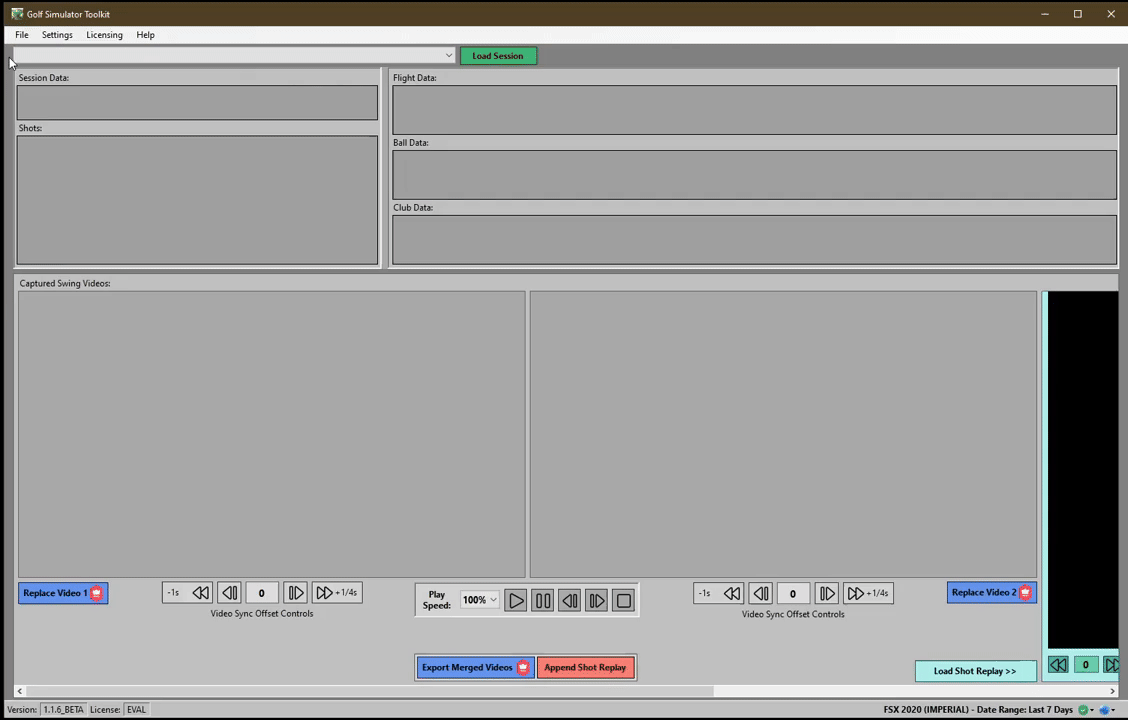 Golf Simulator Toolkit
File Settings Licensing Help
Load Session
Session Data:
Flight Data:
Shots:
Ball Data:
Club Data:
Captured Swing Videos:
Replace Video 1
-1s
0
+1/4s
Video Sync Offset Controls
Play Speed:
100%
-1s
0
+1/4s
Video Sync Offset Controls
Replace Video 2
Export Merged Videos
Append Shot Replay
Load Shot Replay >>
0
Version: 1.1.6_BETA License: EVAL
FSX 2020 (IMPERIAL) - Date Range: Last 7 Days